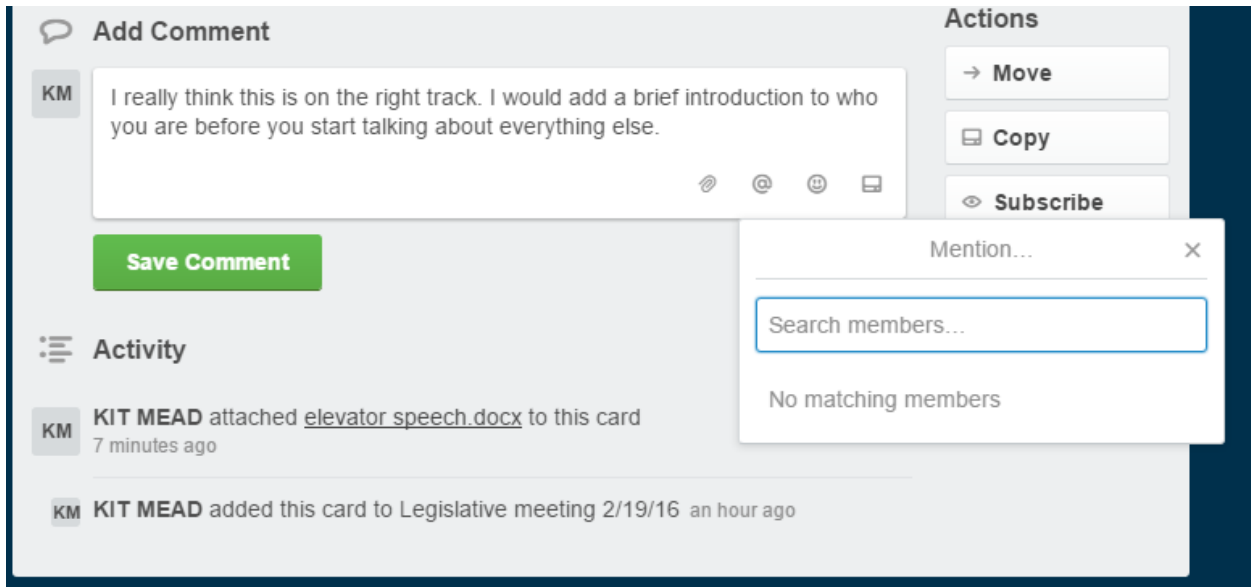 Add Comment
KM
I really think this is on the right track. I would add a brief introduction to who
you are before you start talking about everything else.
@
Save Comment
Activity
KM
KIT MEAD attached elevator speech.docx to this card
7 minutes ago
KM
KIT MEAD added this card to Legislative meeting 2/19/16 an hour ago
Actions
Move
Copy
Subscribe
Mention…
Search members…
No matching members